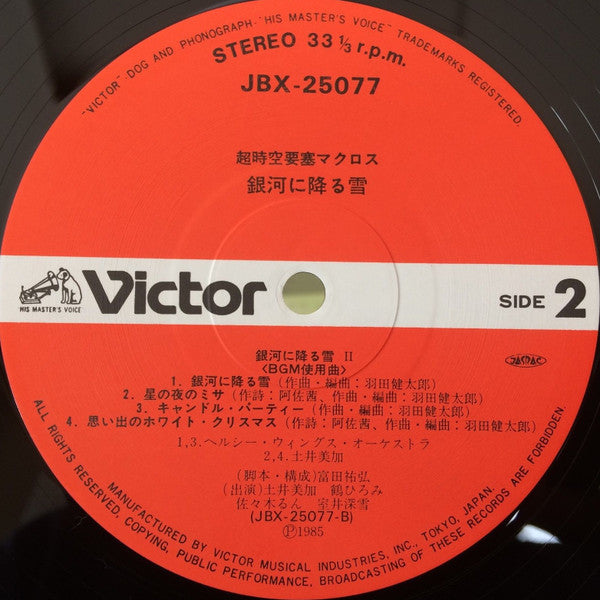 "VICTOR" DOG AND PHONOGRAPH-"HIS MASTER'S VOICE" TRADEMARKS REGISTERED.
STEREO 33 1/3 r.p.m.
JBX-25077
超時空要塞マクロス
銀河に降る雪
"HIS MASTER'S VOICE"
Victor
SIDE 2
JASRAC
銀河に降る雪 II
〈BGM使用曲〉
1. 銀河に降る雪 (作曲・編曲：羽田健太郎)
2. 星の夜のミサ (作詩：阿佐茜、作曲・編曲：羽田健太郎)
3. キャンドル・パーティー (作曲・編曲：羽田健太郎)
4. 思い出のホワイト・クリスマス (作詩：阿佐茜、作曲・編曲：羽田健太郎)
1,3. ヘルシー・ウィングス・オーケストラ
2,4. 土井美加
(脚本・構成) 富田祐弘
(出演) 土井美加 鶴ひろみ
佐々木るん 室井深雪
(JBX-25077-B)
Ⓟ1985
ALL RIGHTS RESERVED, COPYING, PUBLIC PERFORMANCE, BROADCASTING OF THESE RECORDS ARE FORBIDDEN.
MANUFACTURED BY VICTOR MUSICAL INDUSTRIES, INC., TOKYO, JAPAN.